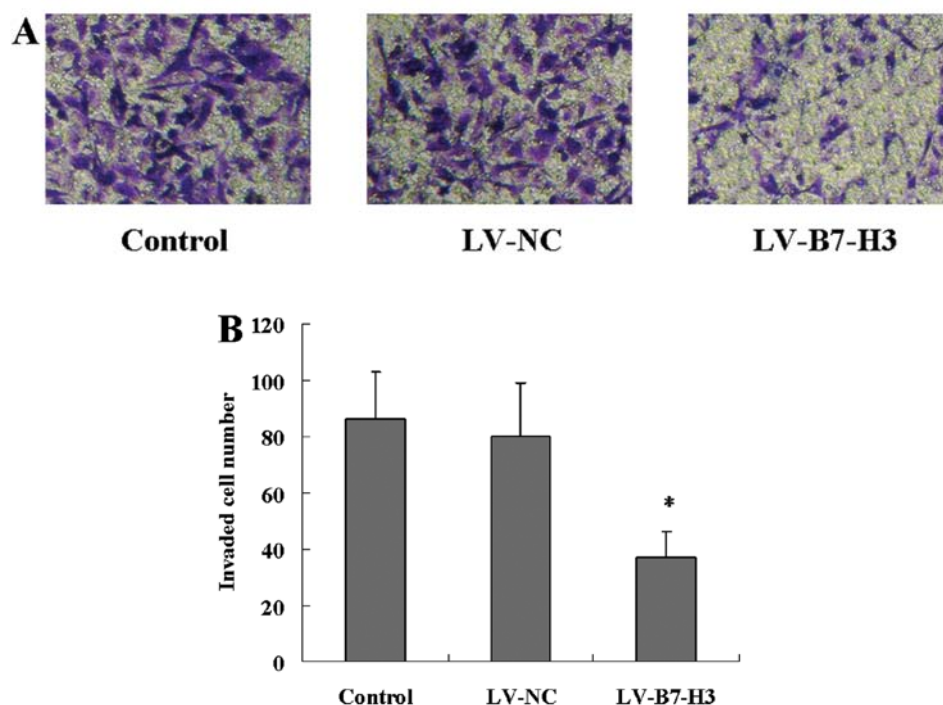 A
Control
LV-NC
LV-B7-H3
B
120
100
80
60
40
20
0
Invaded cell number
*
Control
LV-NC
LV-B7-H3